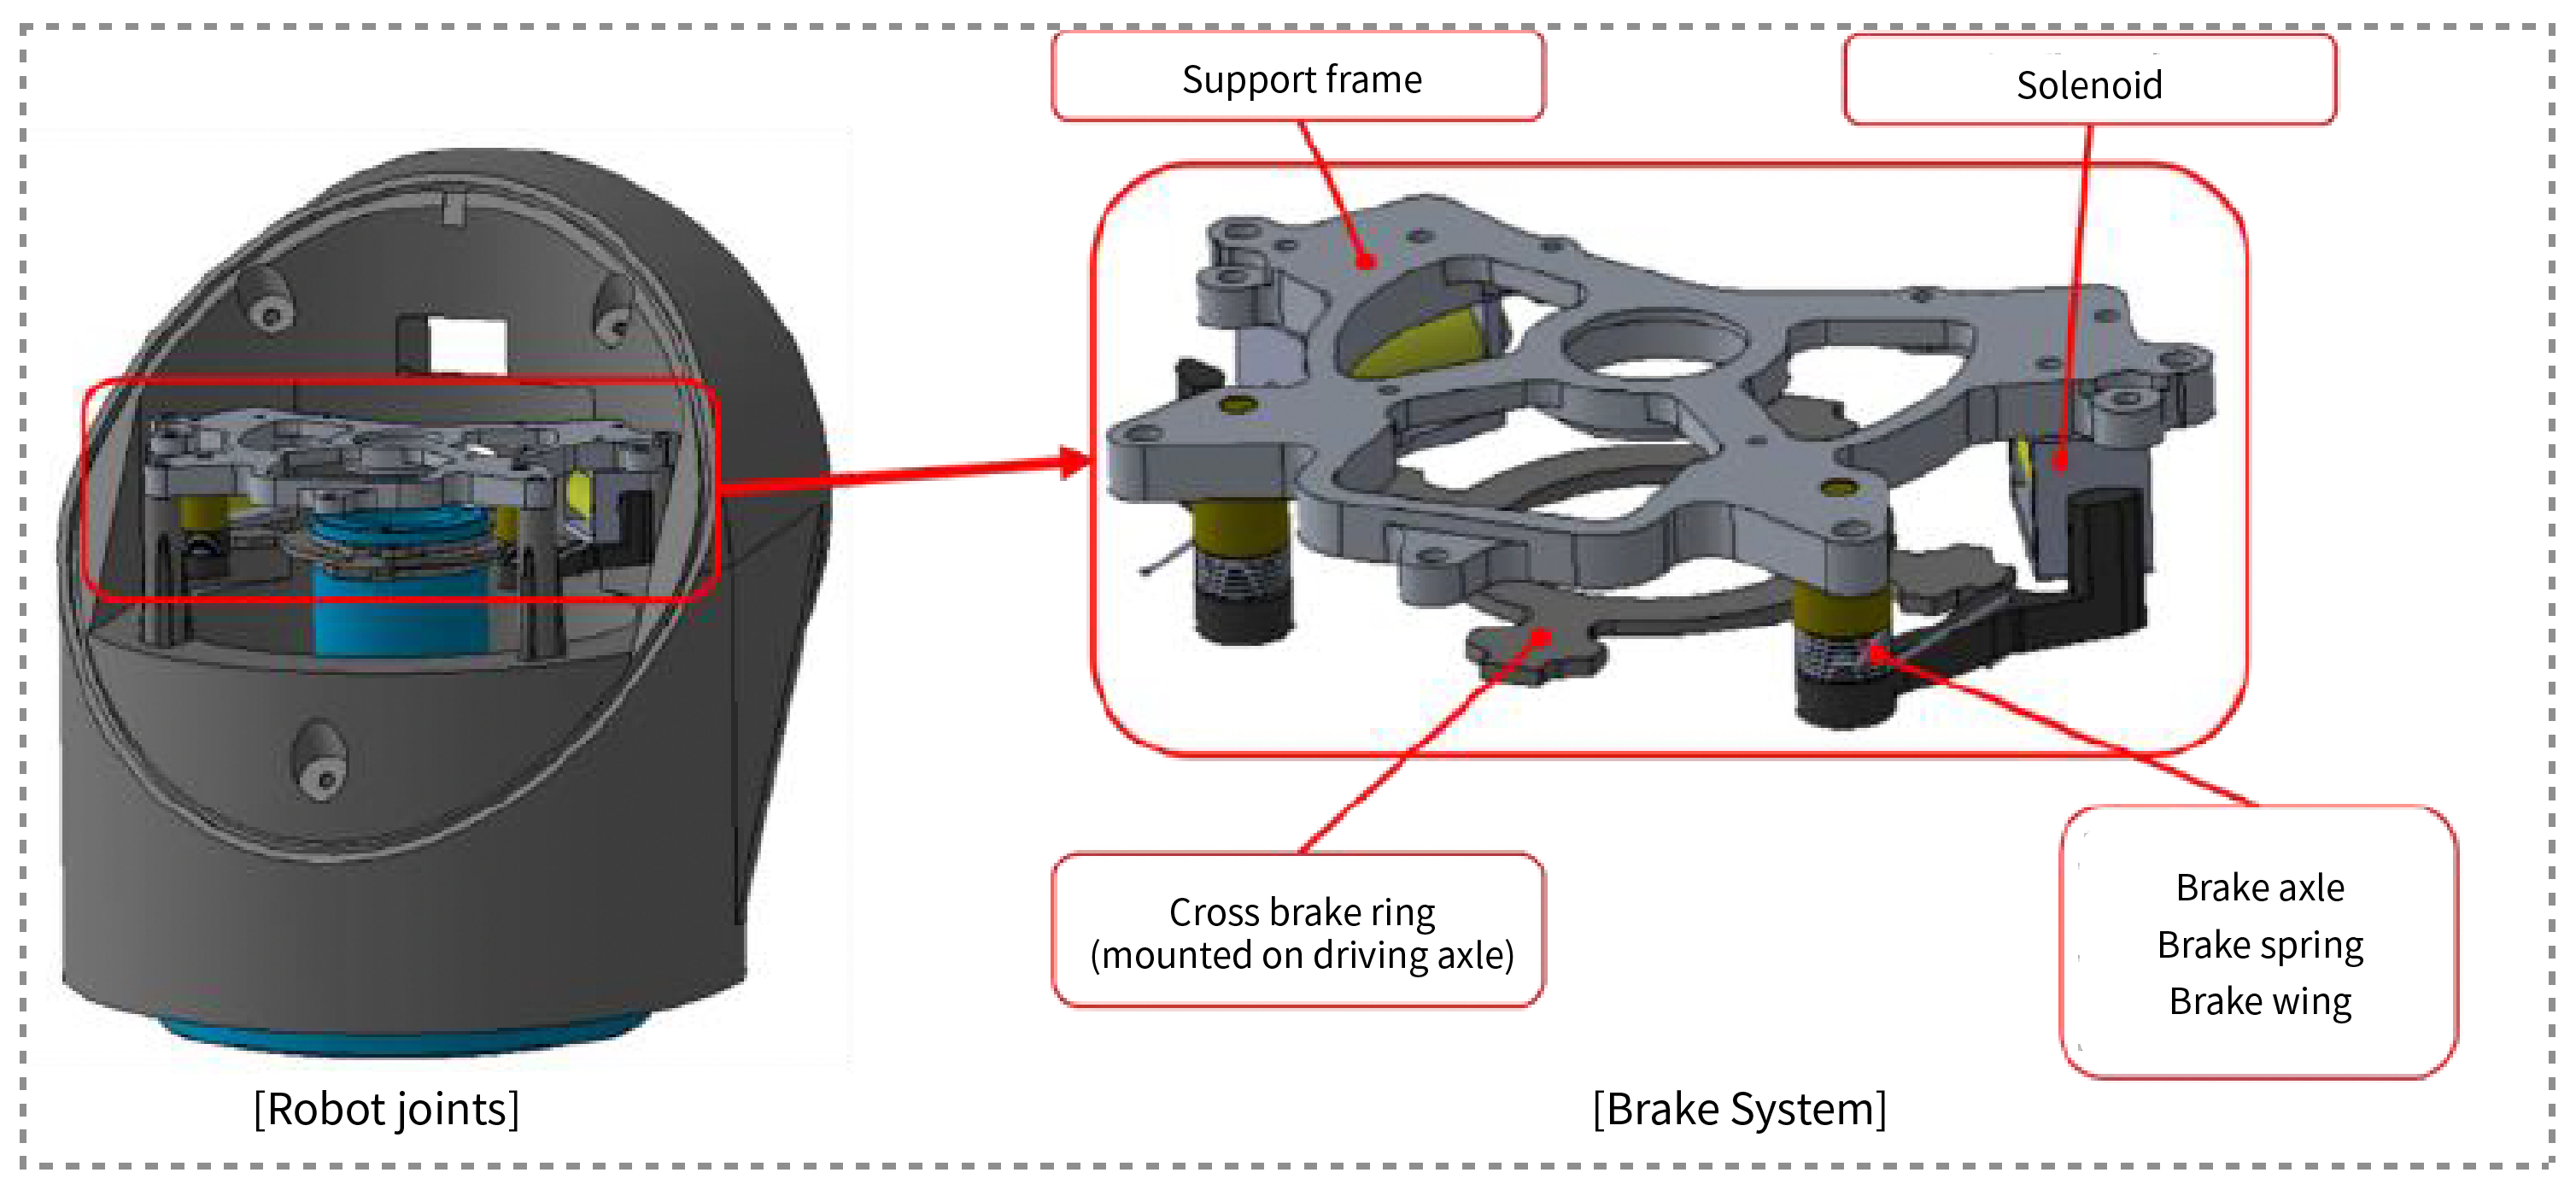 Support frame
Solenoid
Cross brake ring
(mounted on driving axle)
Brake axle
Brake spring
Brake wing
[Robot joints]
[Brake System]